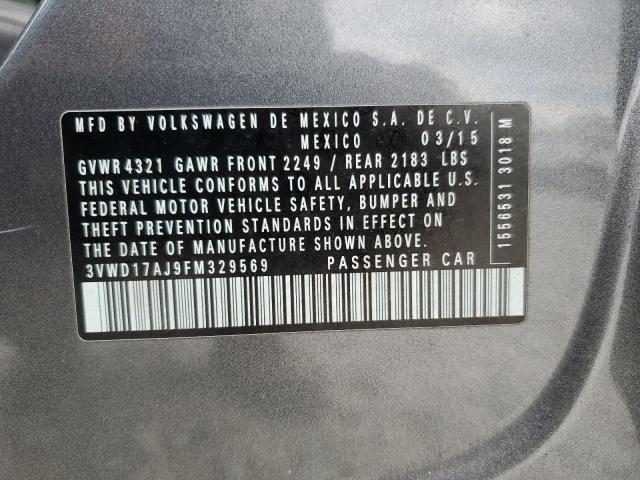 MFD BY VOLKSWAGEN DE MEXICO S.A. DE C.V.
MEXICO 03/15
GVWR 4321 GAWR FRONT 2249 / REAR 2183 LBS
THIS VEHICLE CONFORMS TO ALL APPLICABLE U.S.
FEDERAL MOTOR VEHICLE SAFETY, BUMPER AND
THEFT PREVENTION STANDARDS IN EFFECT ON
THE DATE OF MANUFACTURE SHOWN ABOVE.
3VWD17AJ9FM329569 PASSENGER CAR
1556531 3018 M